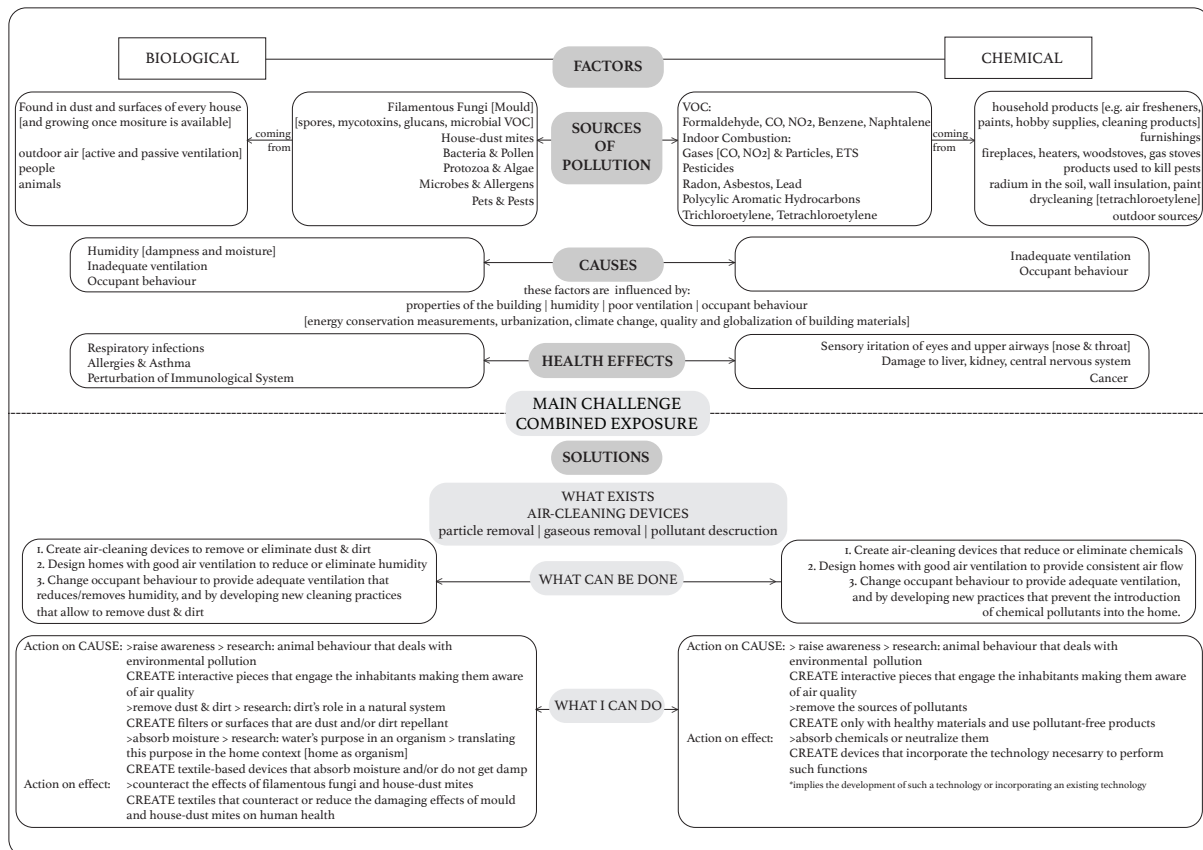 BIOLOGICAL
FACTORS
CHEMICAL
Found in dust and surfaces of every house
[and growing once mositure is available]
outdoor air [active and passive ventilation]
people
animals
coming
from
Filamentous Fungi [Mould]
[spores, mycotoxins, glucans, microbial VOC]
House-dust mites
Bacteria & Pollen
Protozoa & Algae
Microbes & Allergens
Pets & Pests
SOURCES
OF
POLLUTION
VOC:
Formaldehyde, CO, NO2, Benzene, Naphtalene
Indoor Combustion:
Gases [CO, NO2] & Particles, ETS
Pesticides
Radon, Asbestos, Lead
Polycylic Aromatic Hydrocarbons
Trichloroetylene, Tetrachloroetylene
coming
from
household products [e.g. air fresheners,
paints, hobby supplies, cleaning products]
furnishings
fireplaces, heaters, woodstoves, gas stoves
products used to kill pests
radium in the soil, wall insulation, paint
drycleaning [tetrachloroetylene]
outdoor sources
Humidity [dampness and moisture]
Inadequate ventilation
Occupant behaviour
CAUSES
Inadequate ventilation
Occupant behaviour
these factors are influenced by:
properties of the building | humidity | poor ventilation | occupant behaviour
[energy conservation measurements, urbanization, climate change, quality and globalization of building materials]
Respiratory infections
Allergies & Asthma
Perturbation of Immunological System
HEALTH EFFECTS
Sensory iritation of eyes and upper airways [nose & throat]
Damage to liver, kidney, central nervous system
Cancer
MAIN CHALLENGE
COMBINED EXPOSURE
SOLUTIONS
WHAT EXISTS
AIR-CLEANING DEVICES
particle removal | gaseous removal | pollutant descruction
1. Create air-cleaning devices to remove or eliminate dust & dirt
2. Design homes with good air ventilation to reduce or eliminate humidity
3. Change occupant behaviour to provide adequate ventilation that
reduces/removes humidity, and by developing new cleaning practices
that allow to remove dust & dirt
WHAT CAN BE DONE
1. Create air-cleaning devices that reduce or eliminate chemicals
2. Design homes with good air ventilation to provide consistent air flow
3. Change occupant behaviour to provide adequate ventilation,
and by developing new practices that prevent the introduction
of chemical pollutants into the home.
Action on CAUSE: >raise awareness > research: animal behaviour that deals with
environmental pollution
CREATE interactive pieces that engage the inhabitants making them aware
of air quality
>remove dust & dirt > research: dirt's role in a natural system
CREATE filters or surfaces that are dust and/or dirt repellant
>absorb moisture > research: water's purpose in an organism > translating
this purpose in the home context [home as organism]
CREATE textile-based devices that absorb moisture and/or do not get damp
Action on effect: >counteract the effects of filamentous fungi and house-dust mites
CREATE textiles that counteract or reduce the damaging effects of mould
and house-dust mites on human health
WHAT I CAN DO
Action on CAUSE: > raise awareness > research: animal behaviour that deals with
environmental pollution
CREATE interactive pieces that engage the inhabitants making them aware
of air quality
>remove the sources of pollutants
CREATE only with healthy materials and use pollutant-free products
Action on effect: >absorb chemicals or neutralize them
CREATE devices that incorporate the technology necesarry to perform
such functions
*implies the development of such a technology or incorporating an existing technology